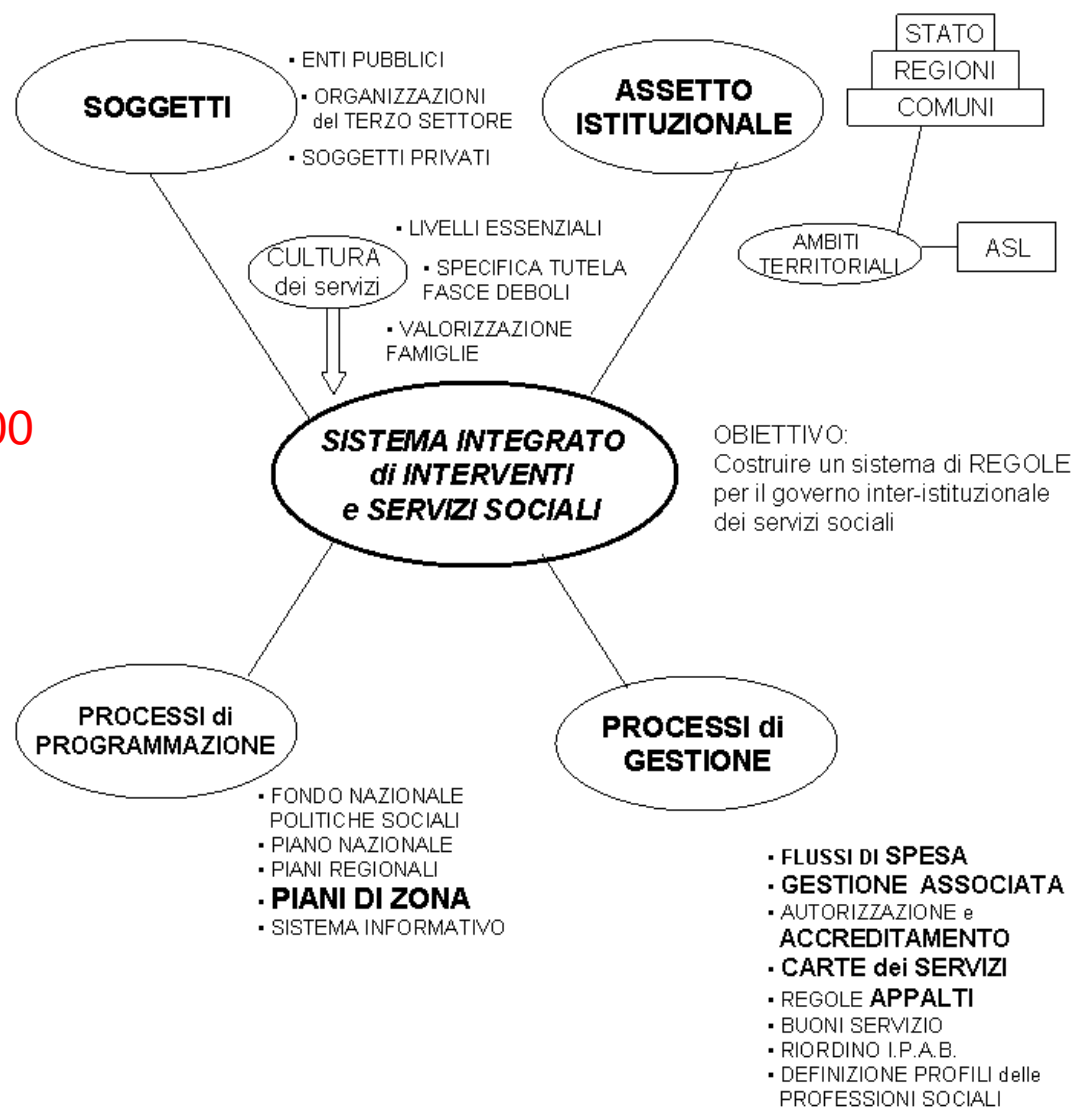 SOGGETTI
▪ ENTI PUBBLICI
▪ ORGANIZZAZIONI
del TERZO SETTORE
▪ SOGGETTI PRIVATI
ASSETTO
ISTITUZIONALE
STATO
REGIONI
COMUNI
AMBITI
TERRITORIALI
ASL
CULTURA
dei servizi
▪ LIVELLI ESSENZIALI
▪ SPECIFICA TUTELA
FASCE DEBOLI
▪ VALORIZZAZIONE
FAMIGLIE
00
SISTEMA INTEGRATO
di INTERVENTI
e SERVIZI SOCIALI
OBIETTIVO:
Costruire un sistema di REGOLE
per il governo inter-istituzionale
dei servizi sociali
PROCESSI di
PROGRAMMAZIONE
▪ FONDO NAZIONALE
POLITICHE SOCIALI
▪ PIANO NAZIONALE
▪ PIANI REGIONALI
▪ PIANI DI ZONA
▪ SISTEMA INFORMATIVO
PROCESSI di
GESTIONE
▪ FLUSSI DI SPESA
▪ GESTIONE ASSOCIATA
▪ AUTORIZZAZIONE e
ACCREDITAMENTO
▪ CARTE dei SERVIZI
▪ REGOLE APPALTI
▪ BUONI SERVIZIO
▪ RIORDINO I.P.A.B.
▪ DEFINIZIONE PROFILI delle
PROFESSIONI SOCIALI